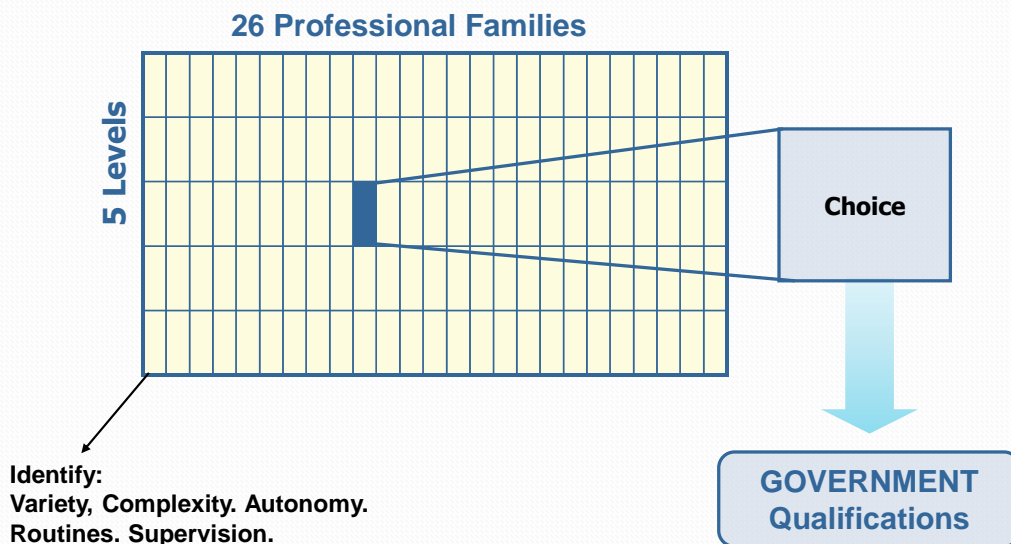 26 Professional Families
5 Levels
Choice
Identify:
Variety, Complexity. Autonomy.
Routines. Supervision.
GOVERNMENT
Qualifications